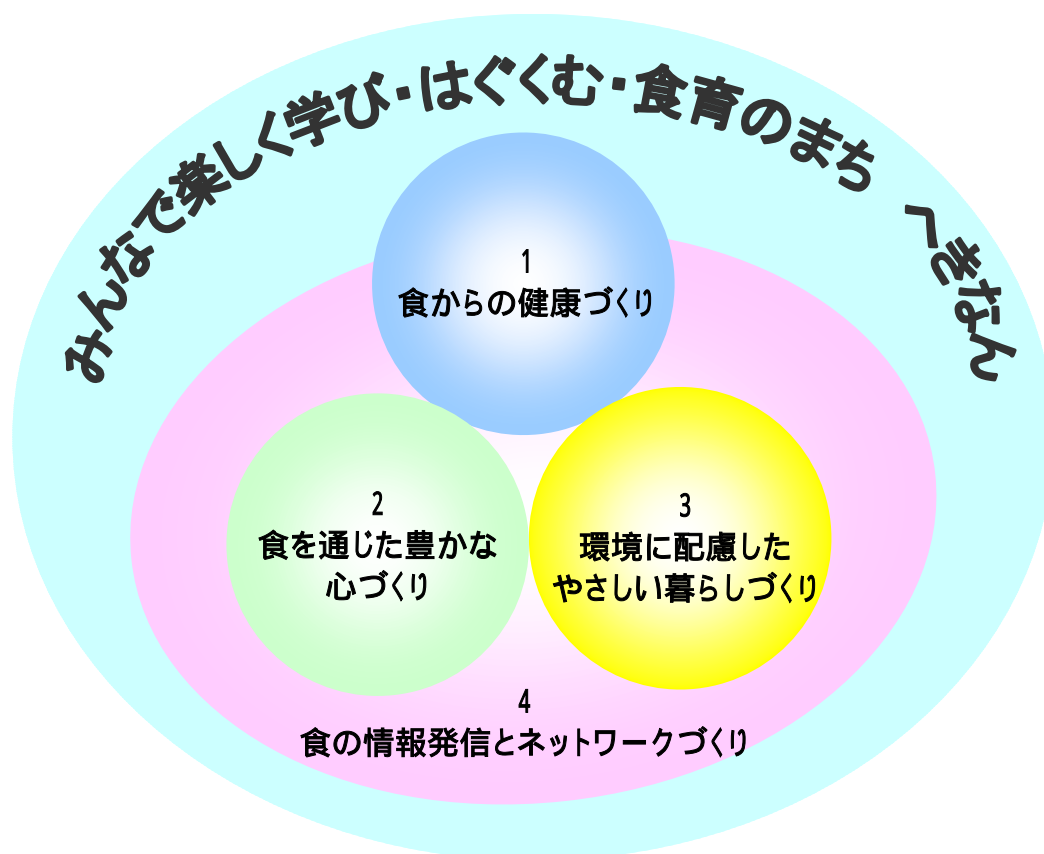 みんなで楽しく学び・はぐくむ・食育のまち　へきなん
1
食からの健康づくり
2
食を通じた豊かな
心づくり
3
環境に配慮した
やさしい暮らしづくり
4
食の情報発信とネットワークづくり